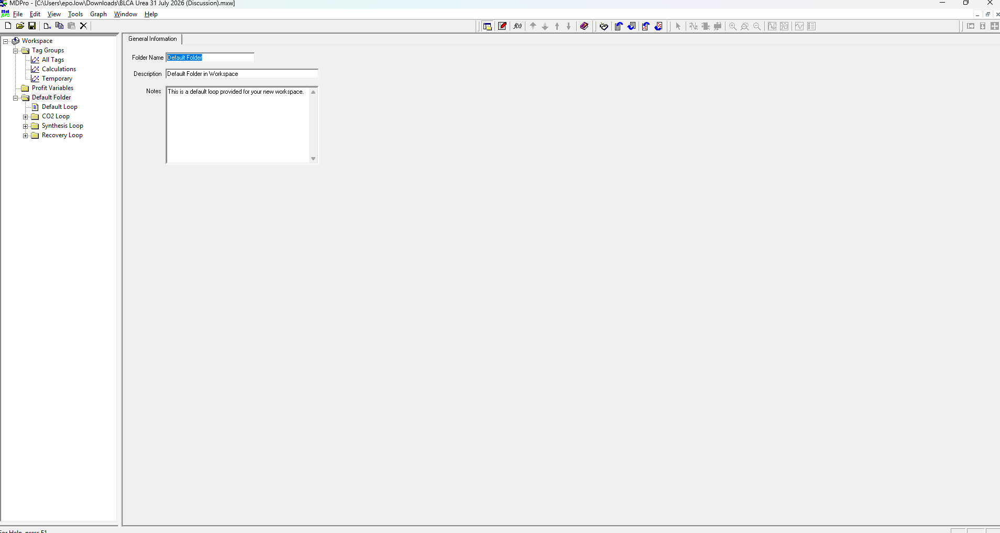 MDPro - [C:\Users\epo.low\Downloads\BLCA Urea 31 July 2026 (Discussion).mxw]
Md
pro File Edit View Tools Graph Window Help
f(x)
Workspace
Tag Groups
All Tags
Calculations
Temporary
Profit Variables
Default Folder
Default Loop
CO2 Loop
Synthesis Loop
Recovery Loop
General Information
Folder Name Default Folder
Description Default Folder in Workspace
Notes This is a default loop provided for your new workspace.
For Help, press F1